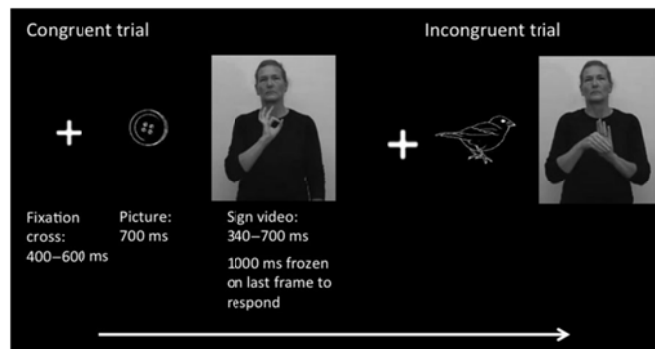 Congruent trial
Incongruent trial
Fixation
cross:
400–600 ms
Picture:
700 ms
Sign video:
340–700 ms
1000 ms frozen
on last frame to
respond